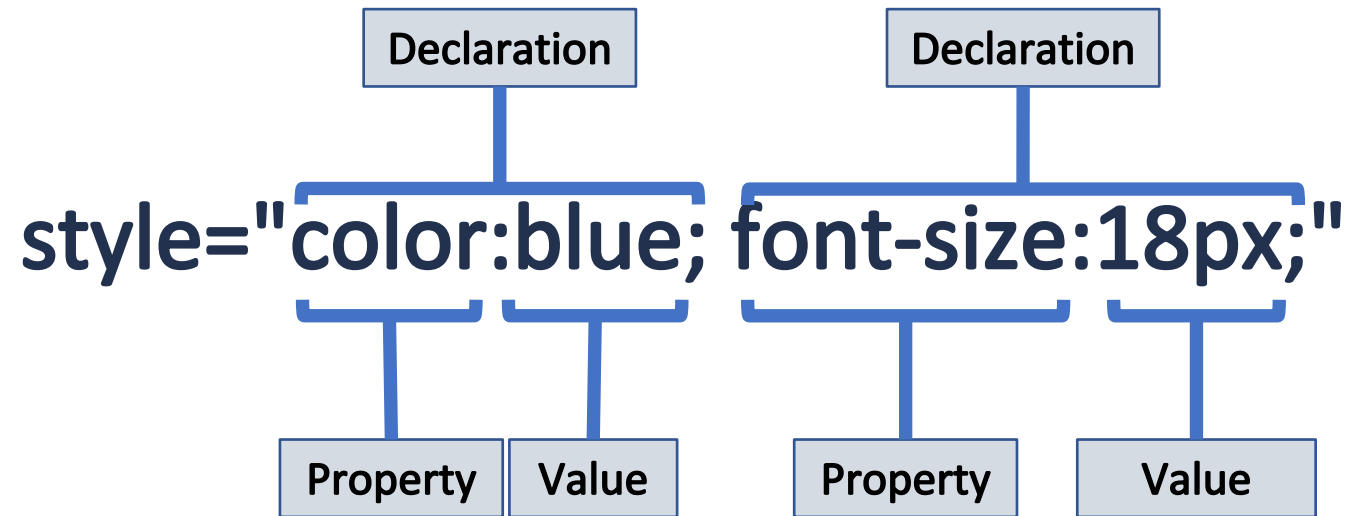 Declaration Declaration
style="color:blue; font-size:18px;"
Property Value Property Value